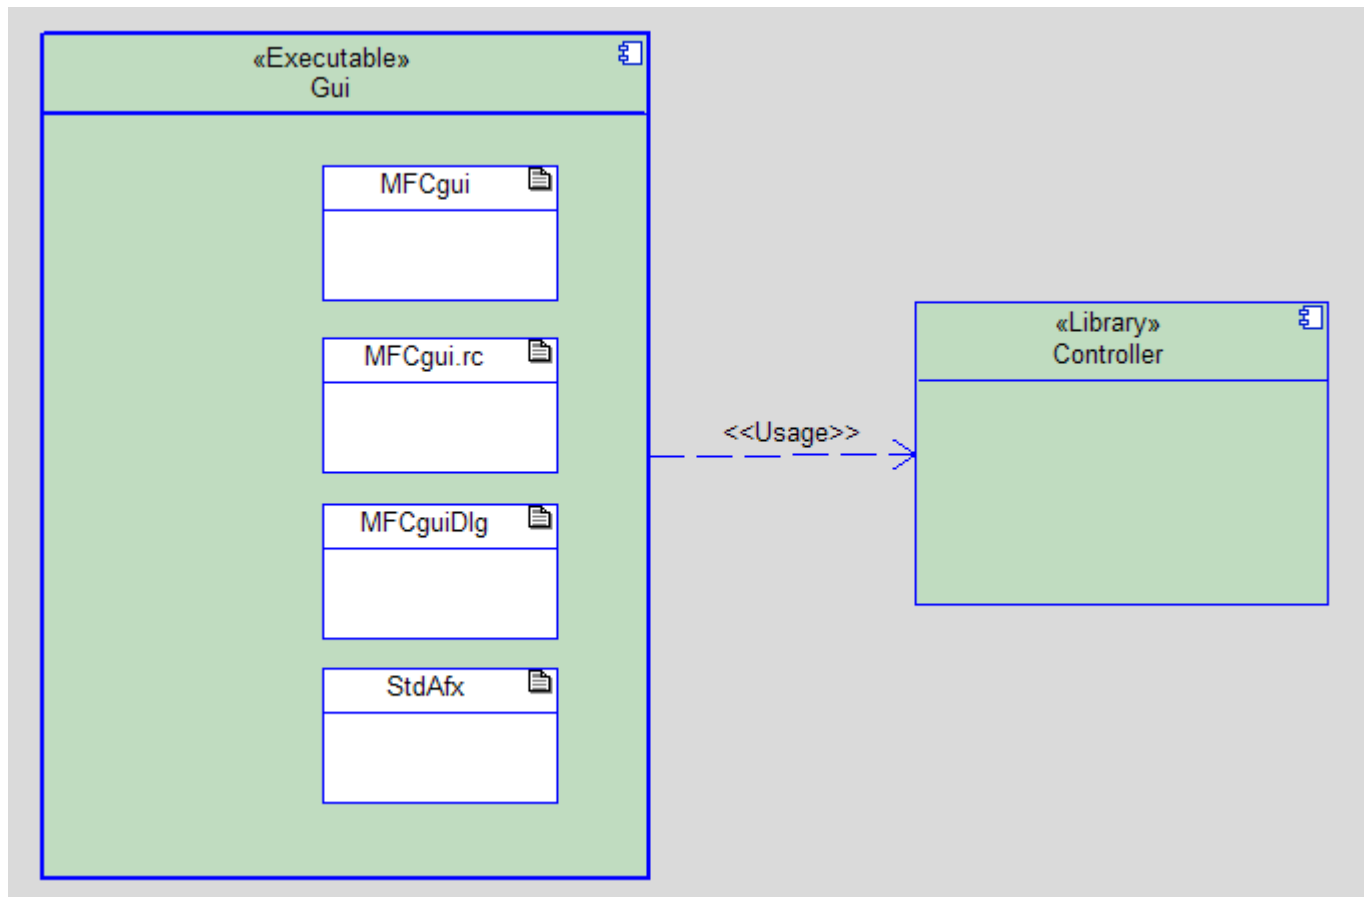 «Executable»
Gui
MFCgui
MFCgui.rc
MFCguiDlg
StdAfx
<<Usage>>
«Library»
Controller